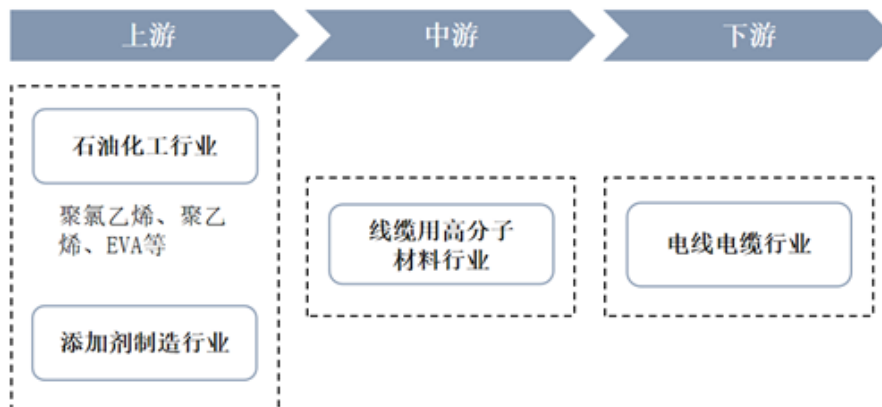 上游
中游
下游
石油化工行业
聚氯乙烯、聚乙
烯、EVA等
添加剂制造行业
线缆用高分子
材料行业
电线电缆行业